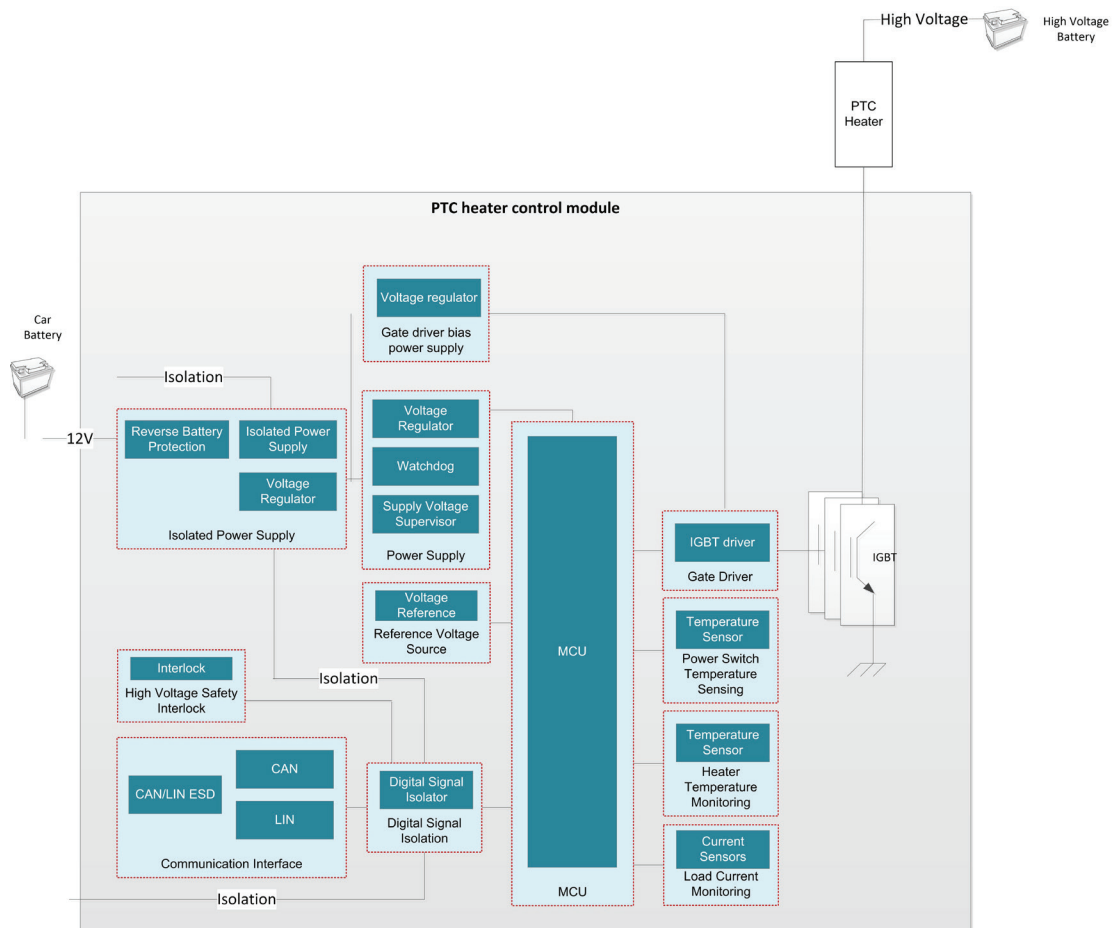 High Voltage
High Voltage
Battery
PTC
Heater
PTC heater control module
Voltage regulator
Gate driver bias
power supply
Car
Battery
Isolation
12V
Reverse Battery
Protection
Isolated Power
Supply
Voltage
Regulator
Isolated Power Supply
Voltage
Regulator
Watchdog
Supply Voltage
Supervisor
Power Supply
Voltage
Reference
Reference Voltage
Source
MCU
MCU
IGBT driver
Gate Driver
IGBT
Temperature
Sensor
Power Switch
Temperature
Sensing
Temperature
Sensor
Heater
Temperature
Monitoring
Current
Sensors
Load Current
Monitoring
Interlock
High Voltage Safety
Interlock
Isolation
CAN/LIN ESD
CAN
LIN
Communication Interface
Digital Signal
Isolator
Digital Signal
Isolation
Isolation